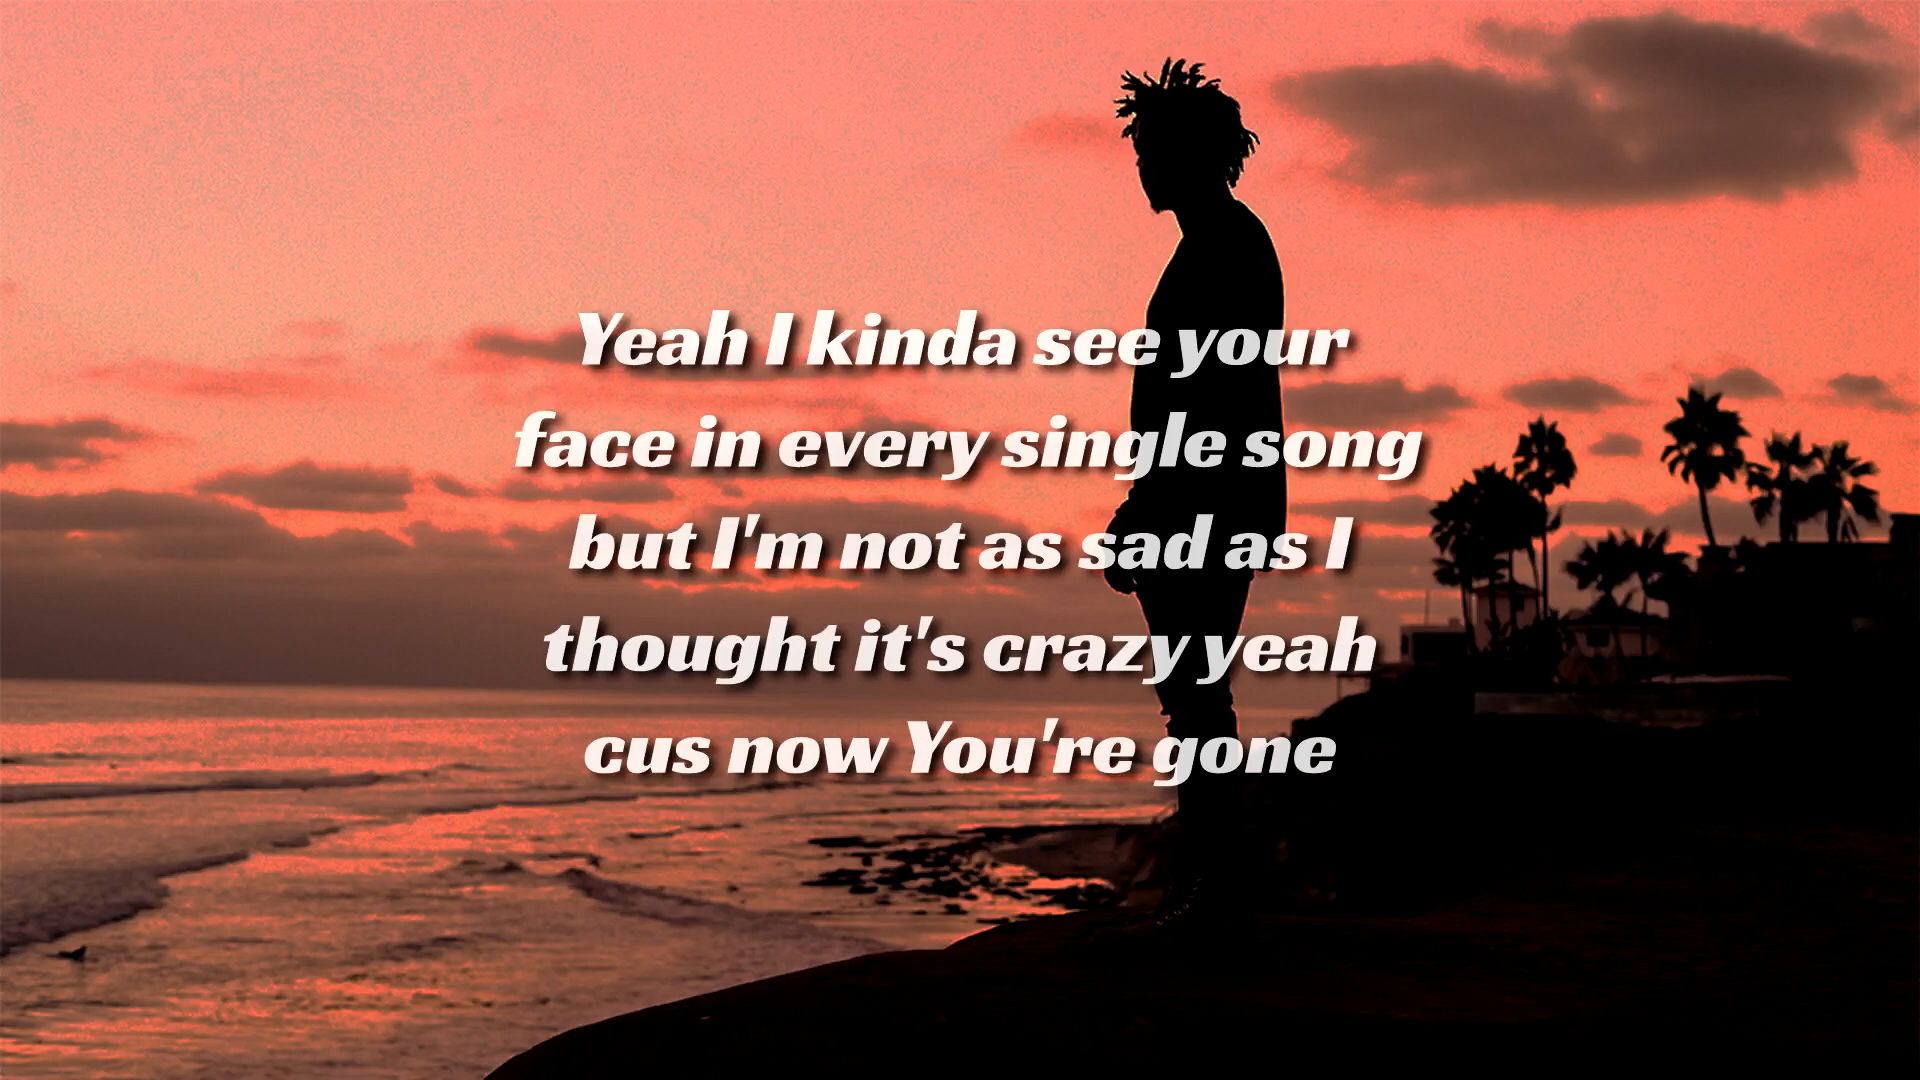 Yeah I kinda see your
face in every single song
but I'm not as sad as I
thought it's crazy yeah
cus now You're gone